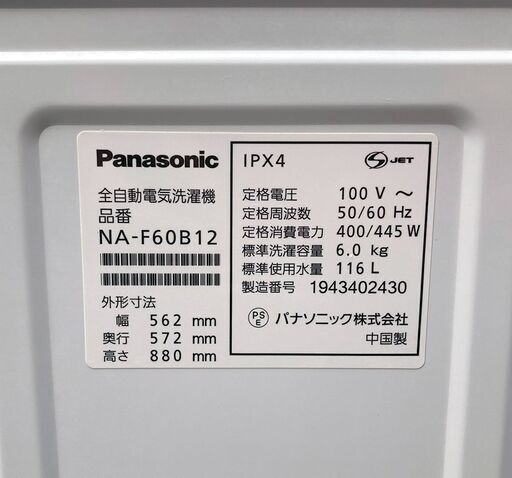 Panasonic
全自動電気洗濯機
品番
NA-F60B12
外形寸法
幅 562 mm
奥行 572 mm
高さ 880 mm
IPX4
S JET
定格電圧 100 V ～
定格周波数 50/60 Hz
定格消費電力 400/445 W
標準洗濯容量 6.0 kg
標準使用水量 116 L
製造番号 1943402430
PS E パナソニック株式会社
中国製